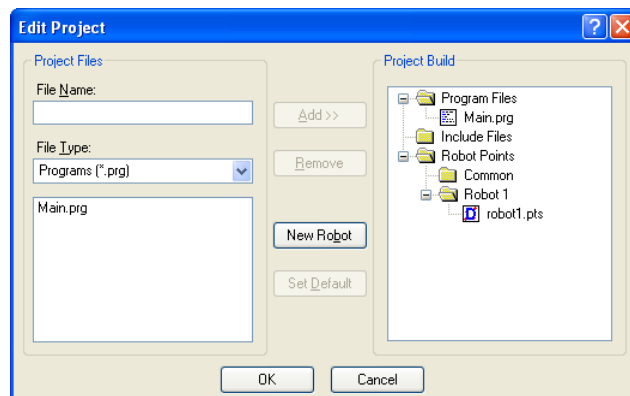 Edit Project
Project Files
File Name:
File Type:
Programs (*.prg)
Main.prg
Add >>
Remove
New Robot
Set Default
Project Build
Program Files
Main.prg
Include Files
Robot Points
Common
Robot 1
robot1.pts
OK
Cancel